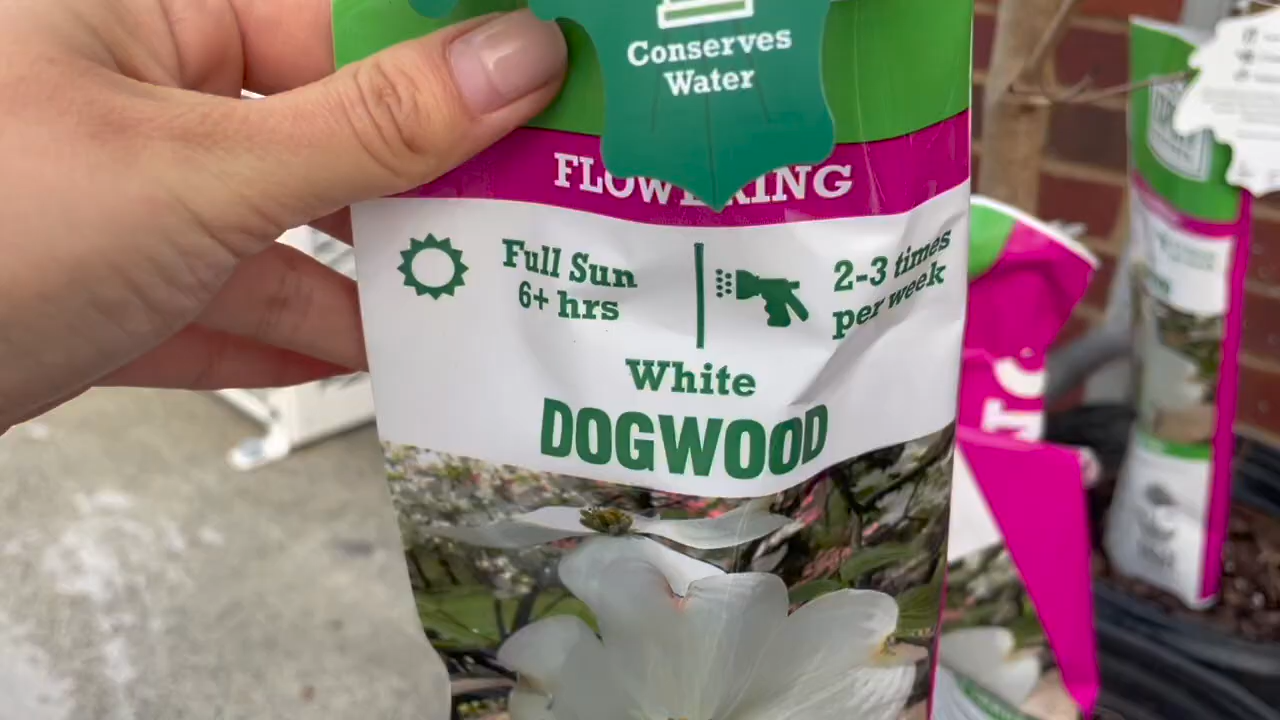 Conserves
Water
FLOWERING
Full Sun
6+ hrs
2-3 times
per week
White
DOGWOOD